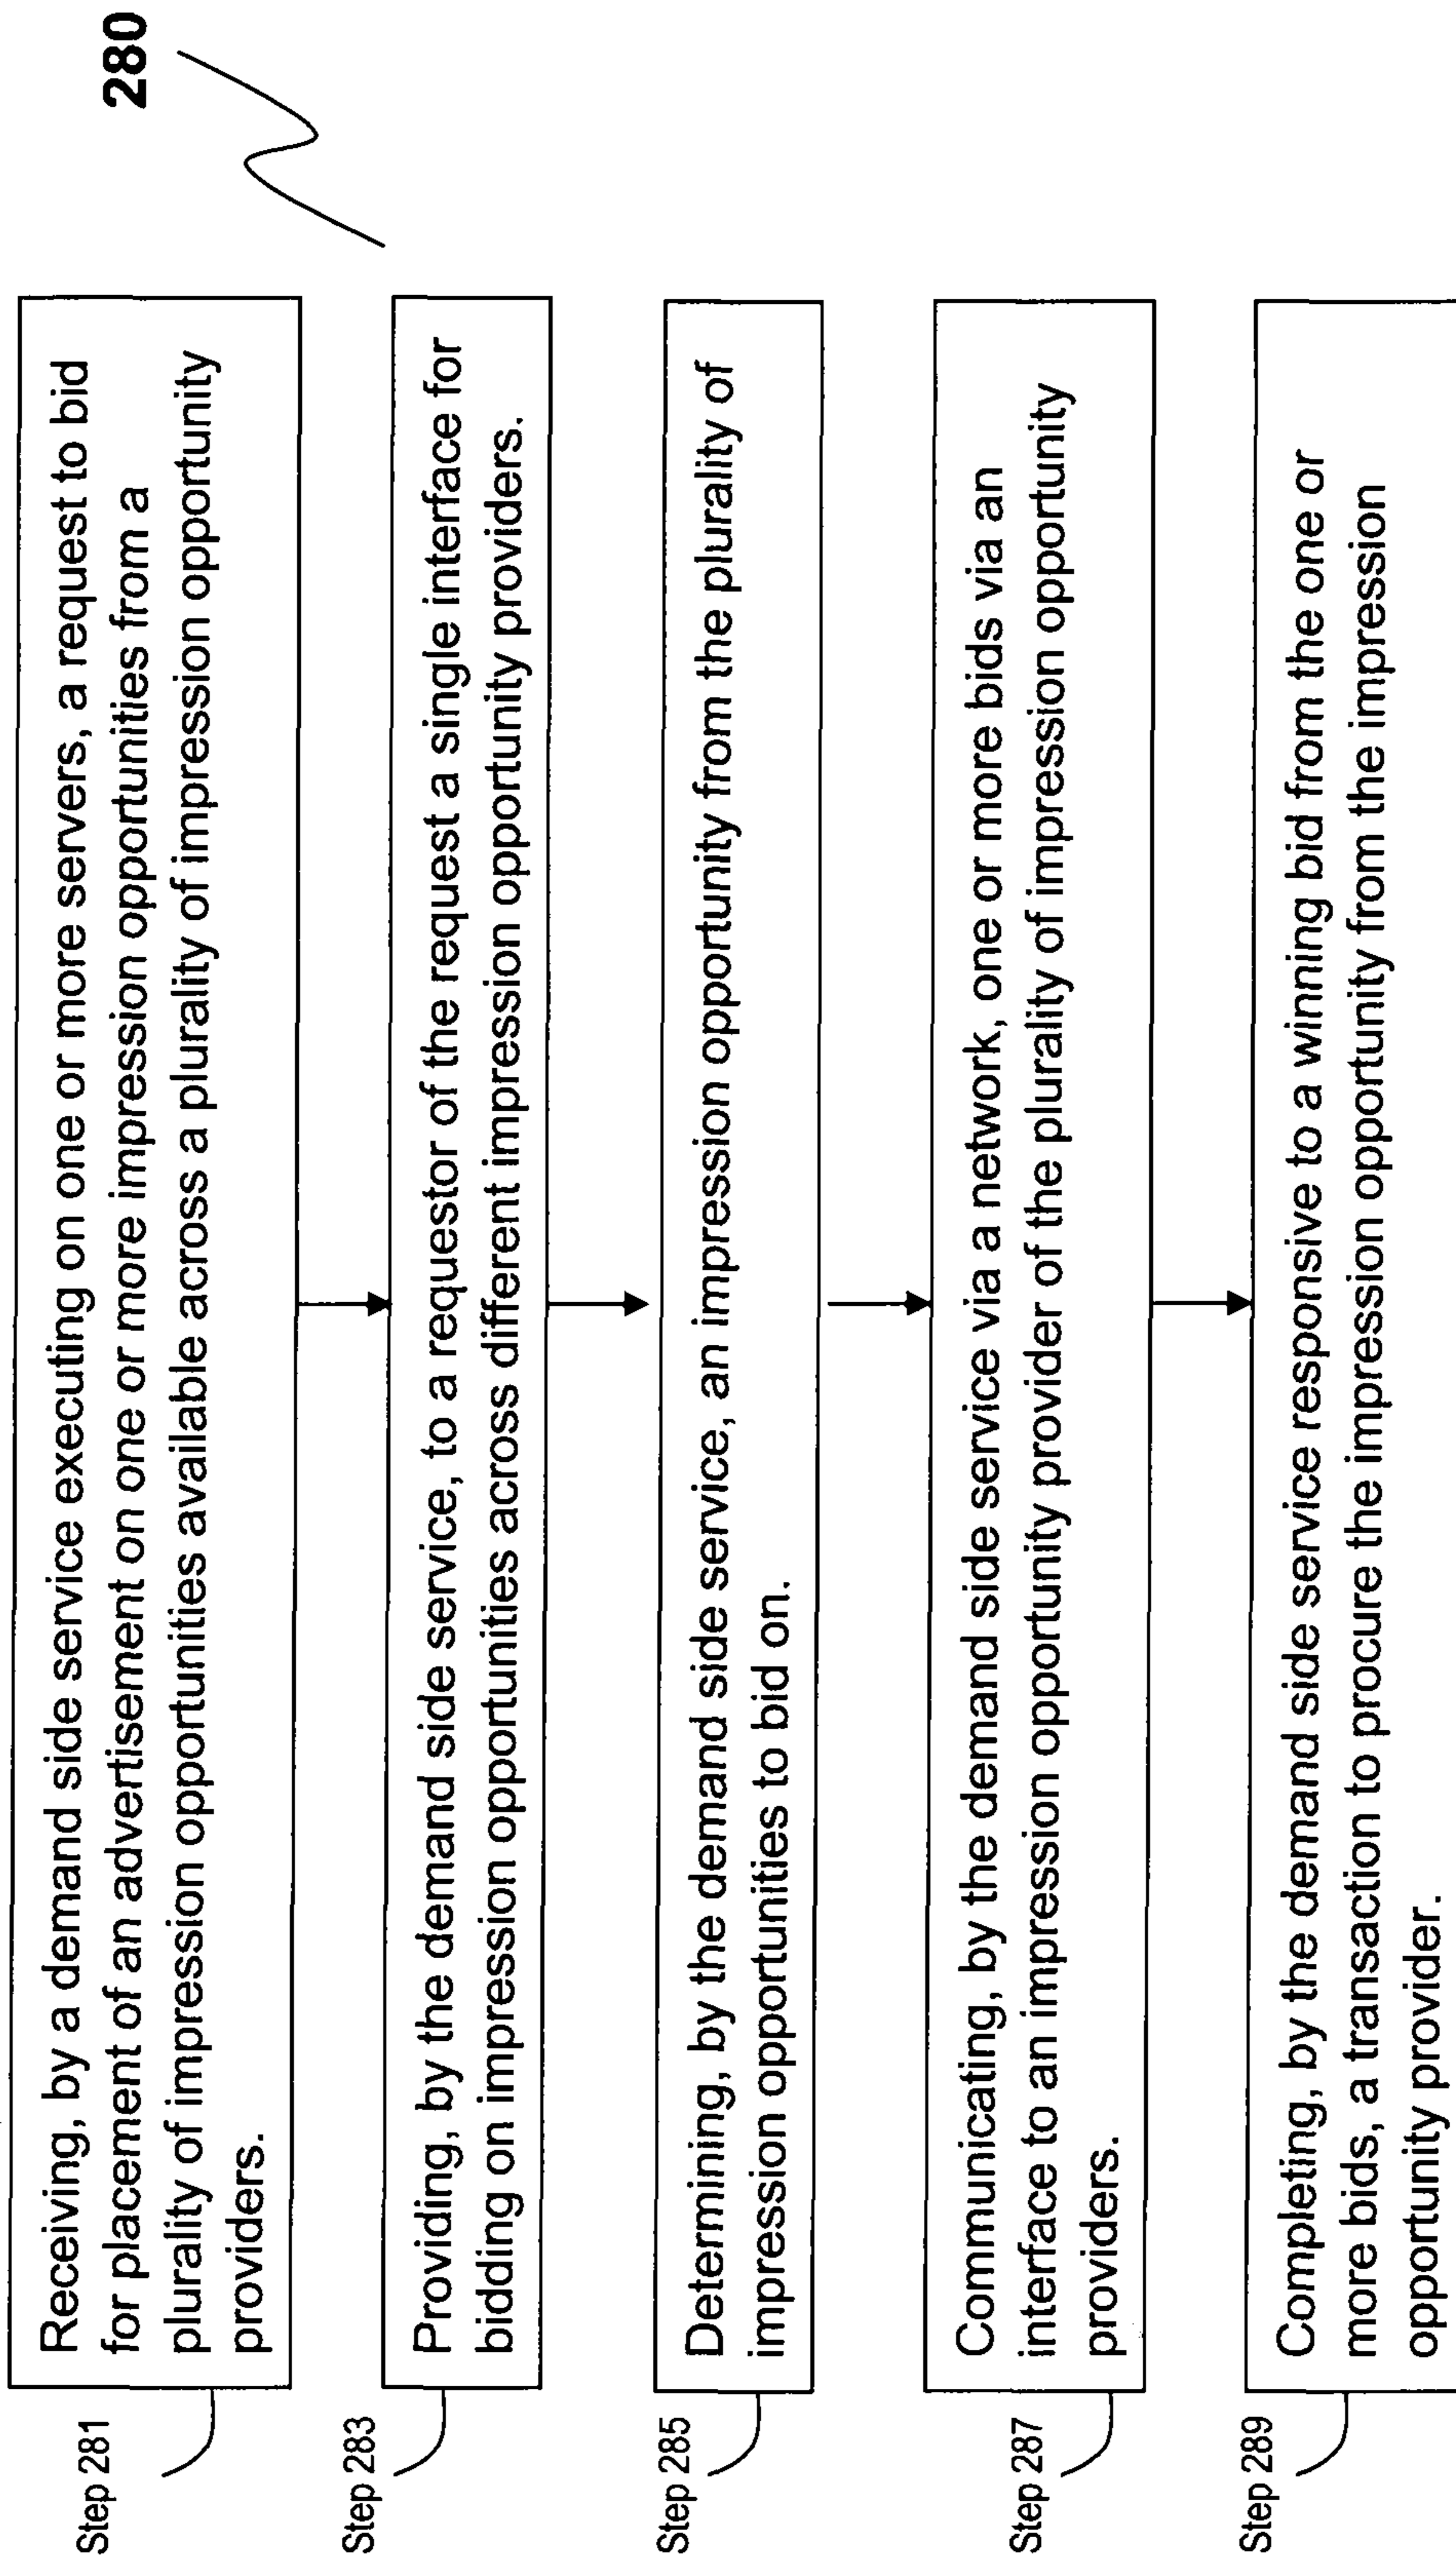 280
Step 281
Receiving, by a demand side service executing on one or more servers, a request to bid
for placement of an advertisement on one or more impression opportunities from a
plurality of impression opportunities available across a plurality of impression opportunity
providers.
Step 283
Providing, by the demand side service, to a requestor of the request a single interface for
bidding on impression opportunities across different impression opportunity providers.
Step 285
Determining, by the demand side service, an impression opportunity from the plurality of
impression opportunities to bid on.
Step 287
Communicating, by the demand side service via a network, one or more bids via an
interface to an impression opportunity provider of the plurality of impression opportunity
providers.
Step 289
Completing, by the demand side service responsive to a winning bid from the one or
more bids, a transaction to procure the impression opportunity from the impression
opportunity provider.